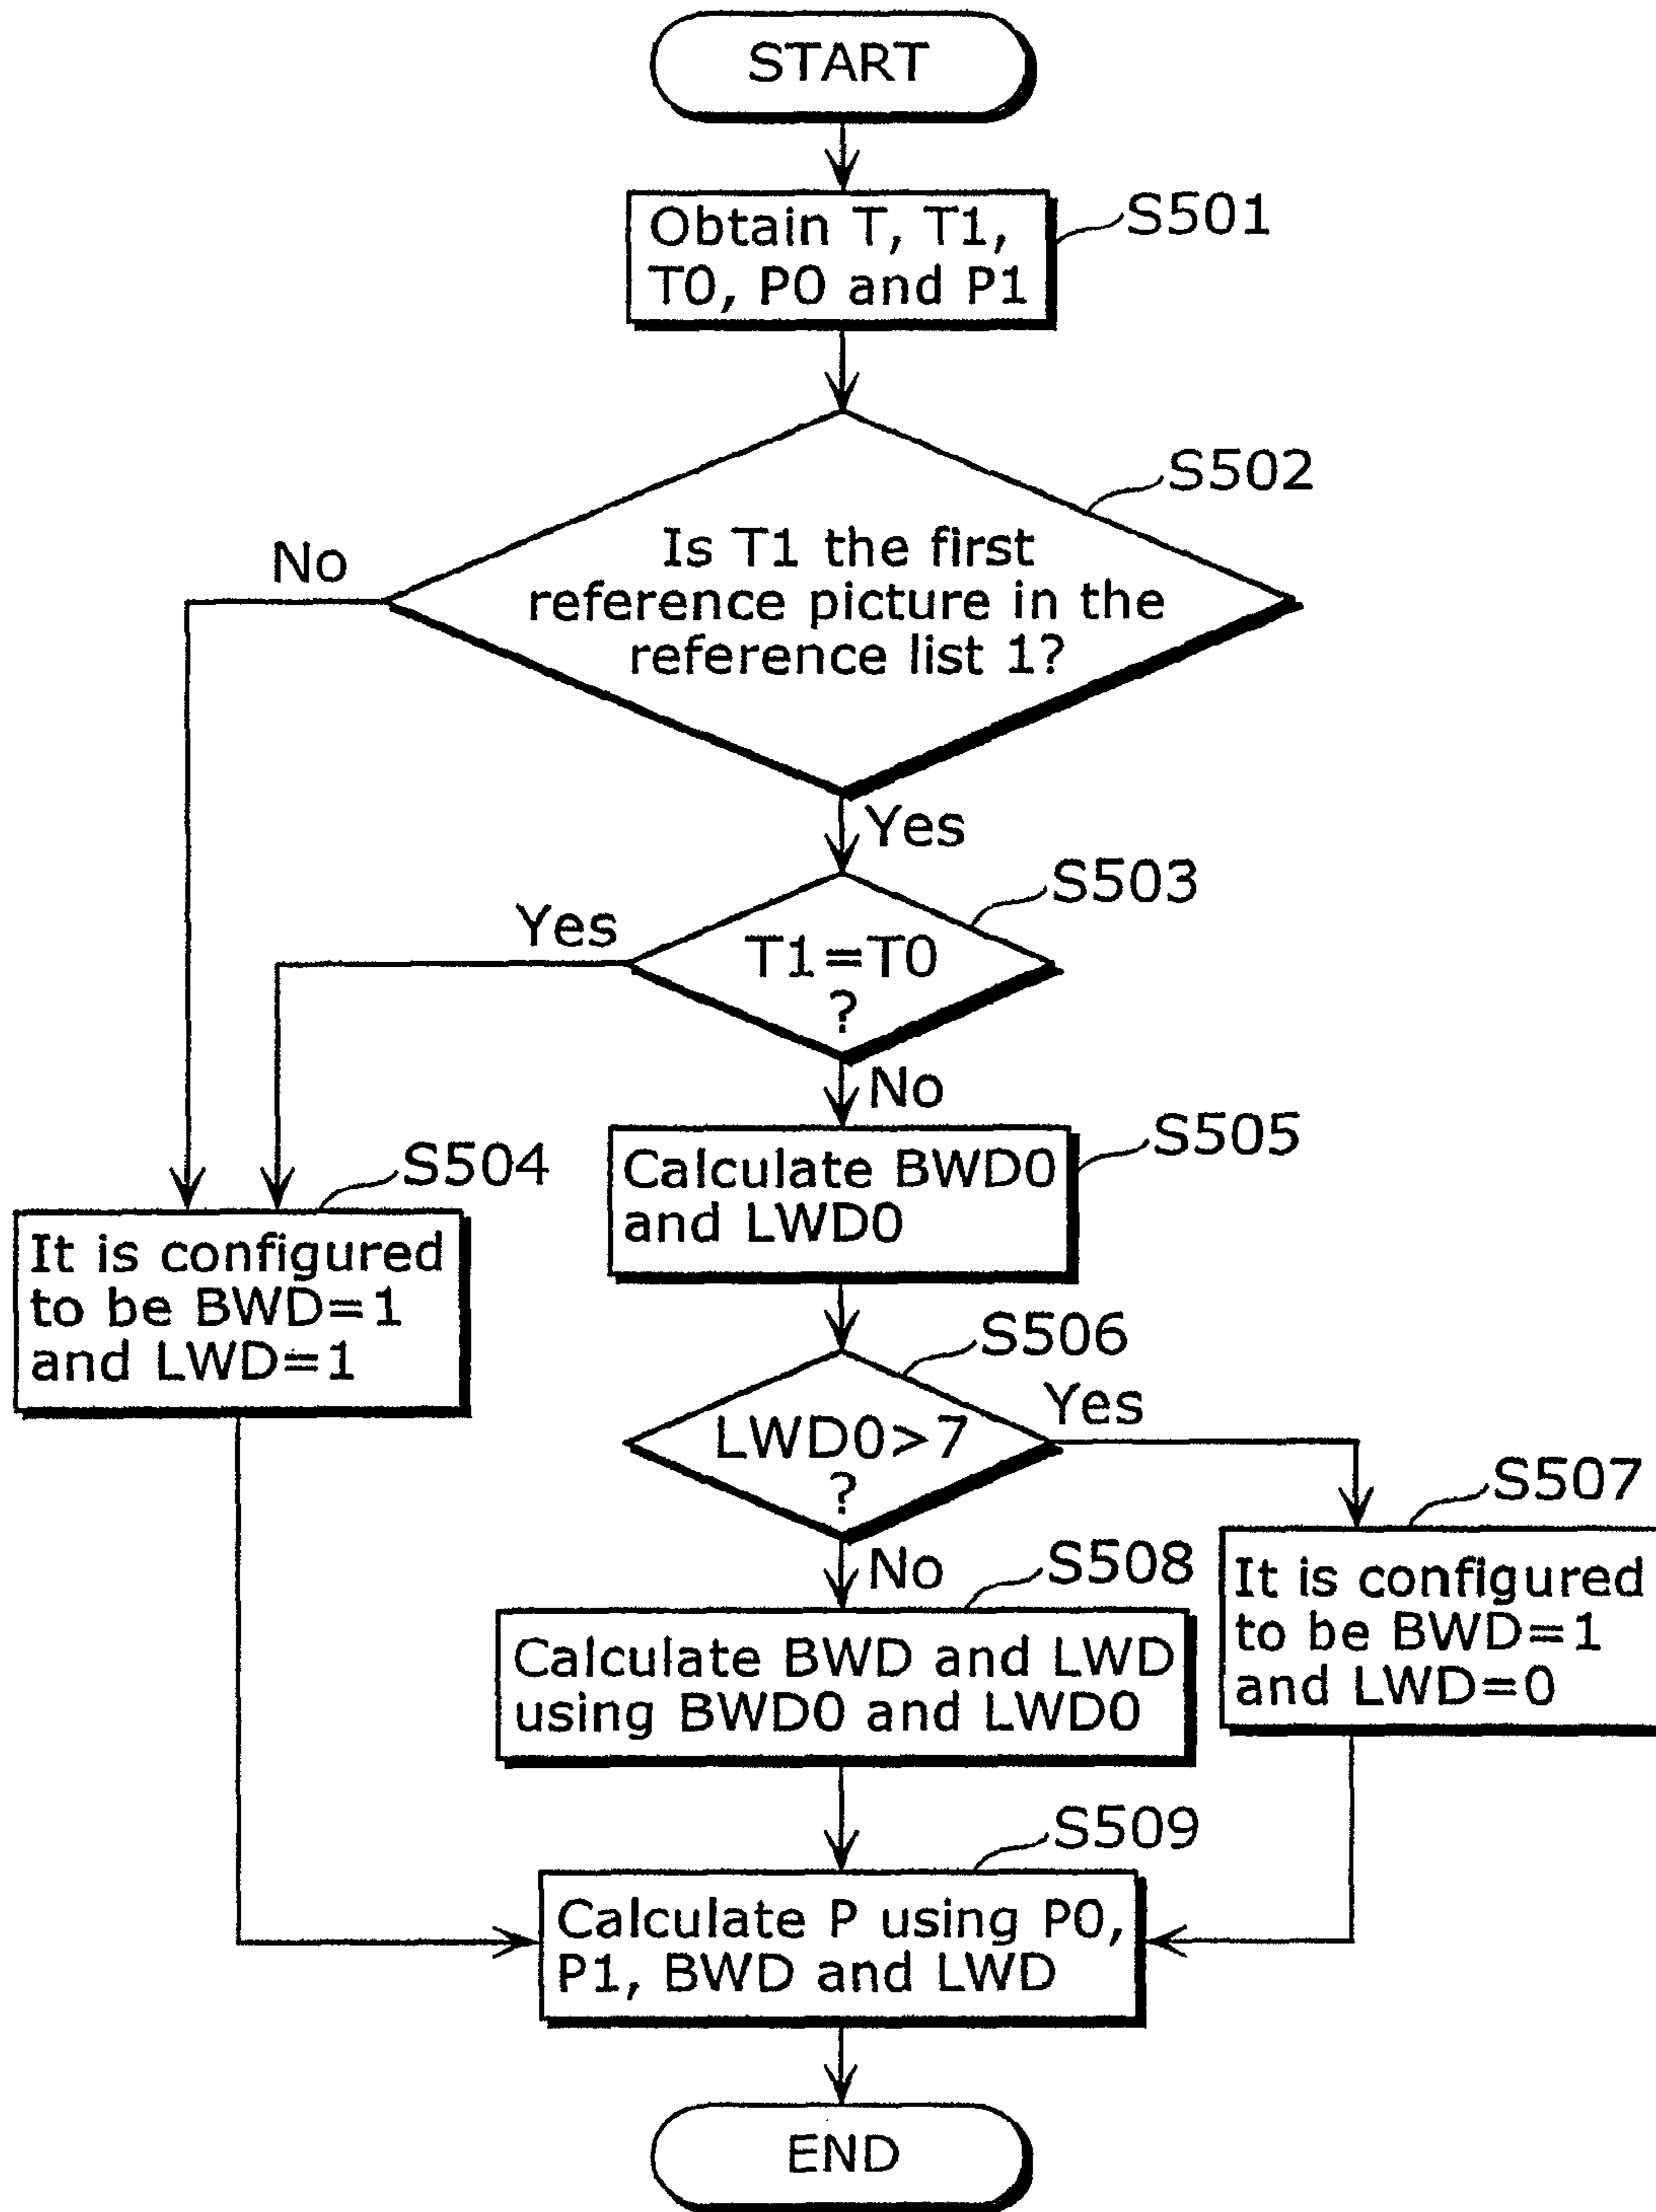 START
S501
Obtain T, T1,
T0, P0 and P1
S502
No
Is T1 the first
reference picture in the
reference list 1?
Yes
S503
Yes
T1=T0
?
No
S505
S504
Calculate BWD0
and LWD0
It is configured
to be BWD=1
and LWD=1
S506
Yes
LWD0>7
?
S507
No
S508
It is configured
to be BWD=1
and LWD=0
Calculate BWD and LWD
using BWD0 and LWD0
S509
Calculate P using P0,
P1, BWD and LWD
END